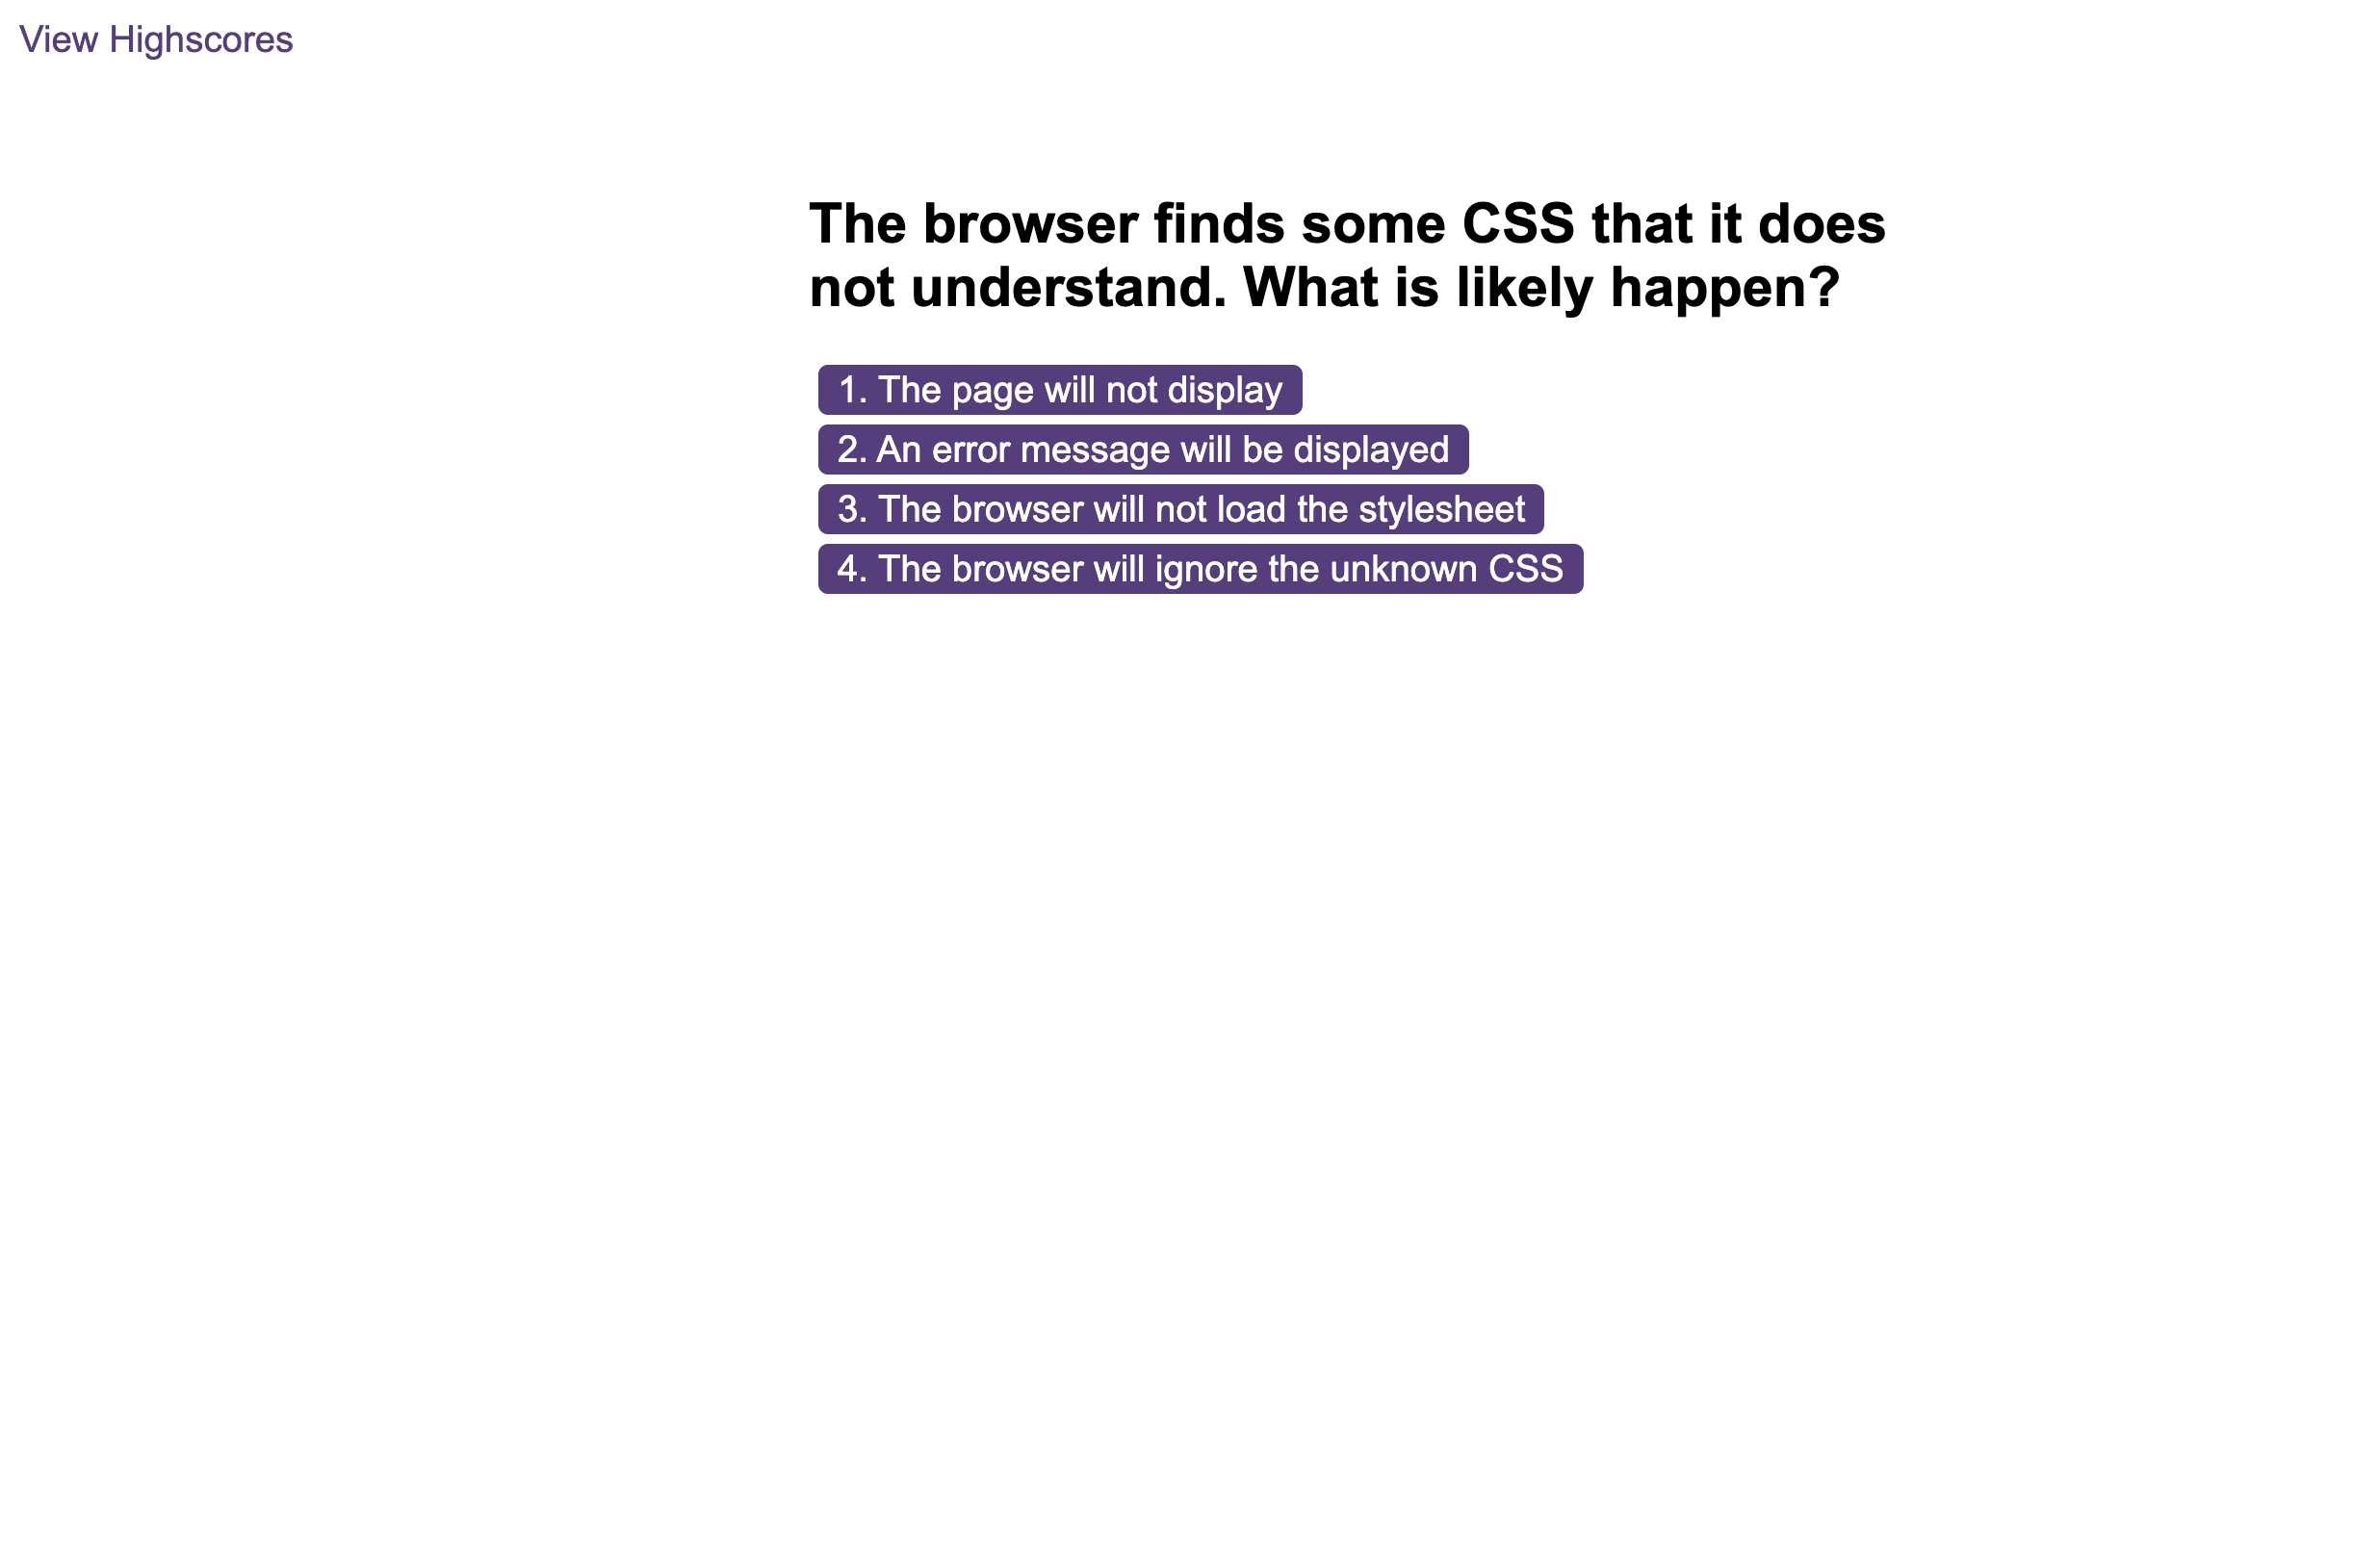 View Highscores
The browser finds some CSS that it does
not understand. What is likely happen?
1. The page will not display
2. An error message will be displayed
3. The browser will not load the stylesheet
4. The browser will ignore the unknown CSS